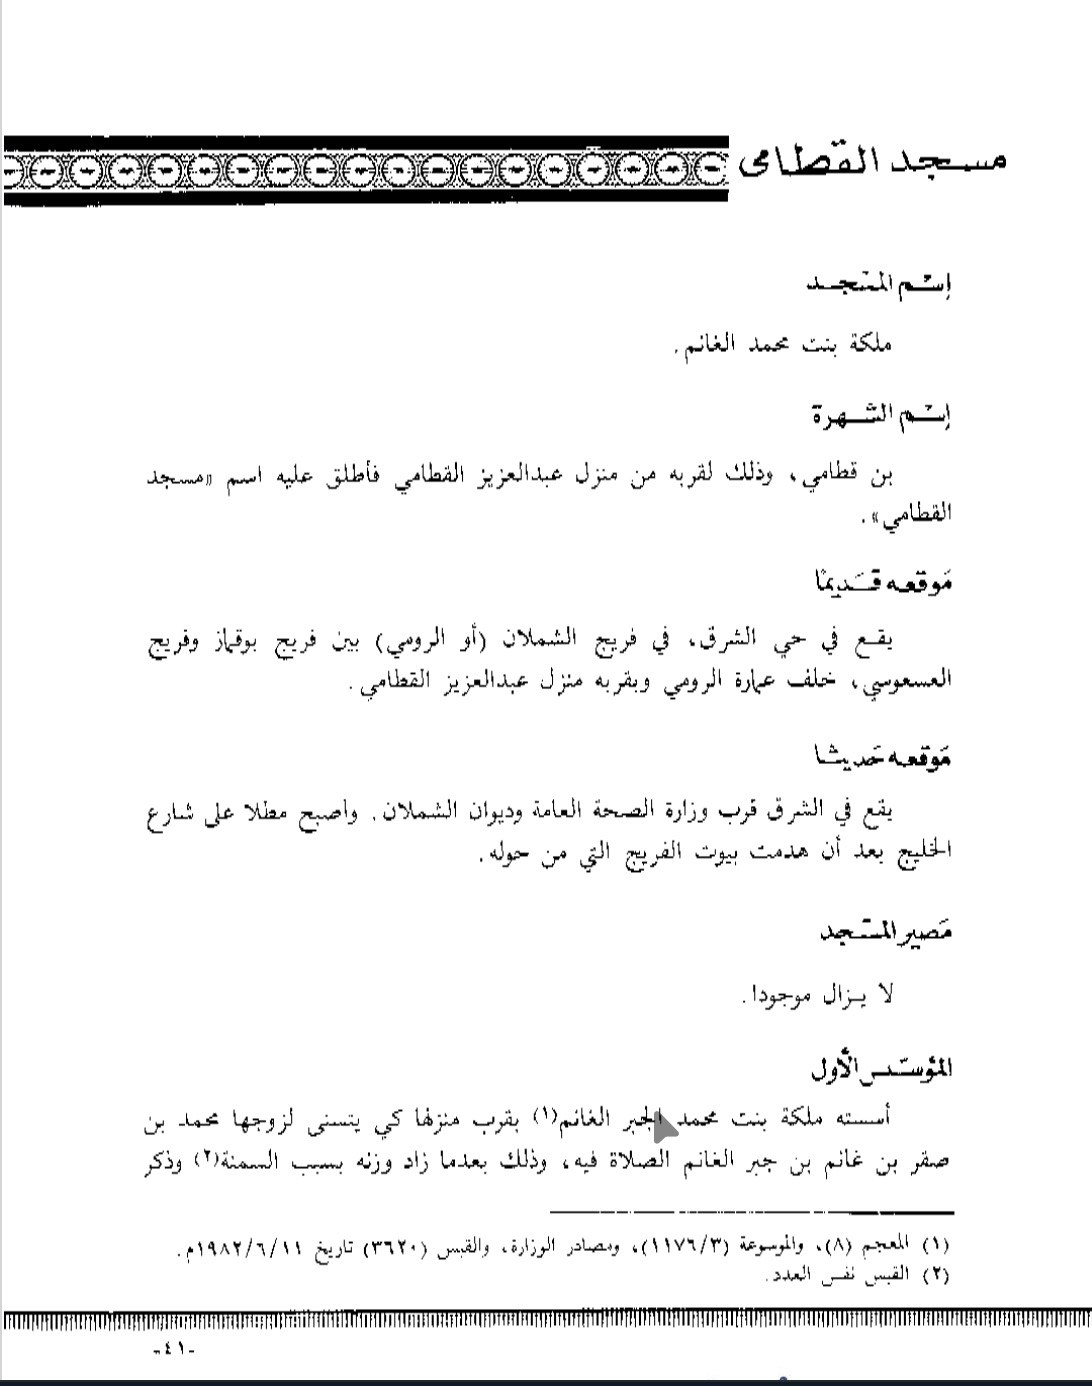 مسجد القطامى
إسم المسجد
ملكة بنت محمد الغانم.
إسم الشهرة
بن قطامي، وذلك لقربه من منزل عبدالعزيز القطامي فأطلق عليه اسم «مسجد
القطامي».
موقعه قديمًا
يقع في حي الشرق، في فريج الشملان (أو الرومي) بين فريج بوقماز وفريج
العسعوسي، خلف عمارة الرومي وبقربه منزل عبدالعزيز القطامي.
موقعه حديثا
يقع في الشرق قرب وزارة الصحة العامة وديوان الشملان. واصبح مطلا على شارع
الخليج بعد أن هدمت بيوت الفريج التي من حوله.
مصير المسجد
لا يزال موجودا.
المؤسس الأول
أسسته ملكة بنت محمد الجبر الغانم(١) بقرب منزلها كي يتسنى لزوجها محمد بن
صقر بن غانم بن جبر الغانم الصلاة فيه، وذلك بعدما زاد وزنه بسبب السمنة(٢) وذكر
(١) المعجم (٨)، والموسوعة (١١٧٦/٣)، ومصادر الوزارة، والقبس (٣٦٢٠) تاريخ ١٩٨٢/٦/١١م.
(٢) القبس نفس العدد.
-٤١-